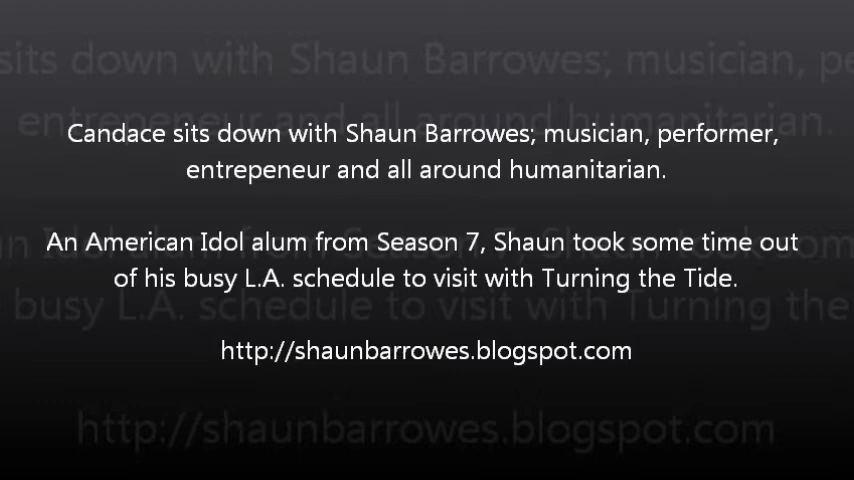 Candace sits down with Shaun Barrowes; musician, performer,
entrepeneur and all around humanitarian.
An American Idol alum from Season 7, Shaun took some time out
of his busy L.A. schedule to visit with Turning the Tide.
http://shaunbarrowes.blogspot.com